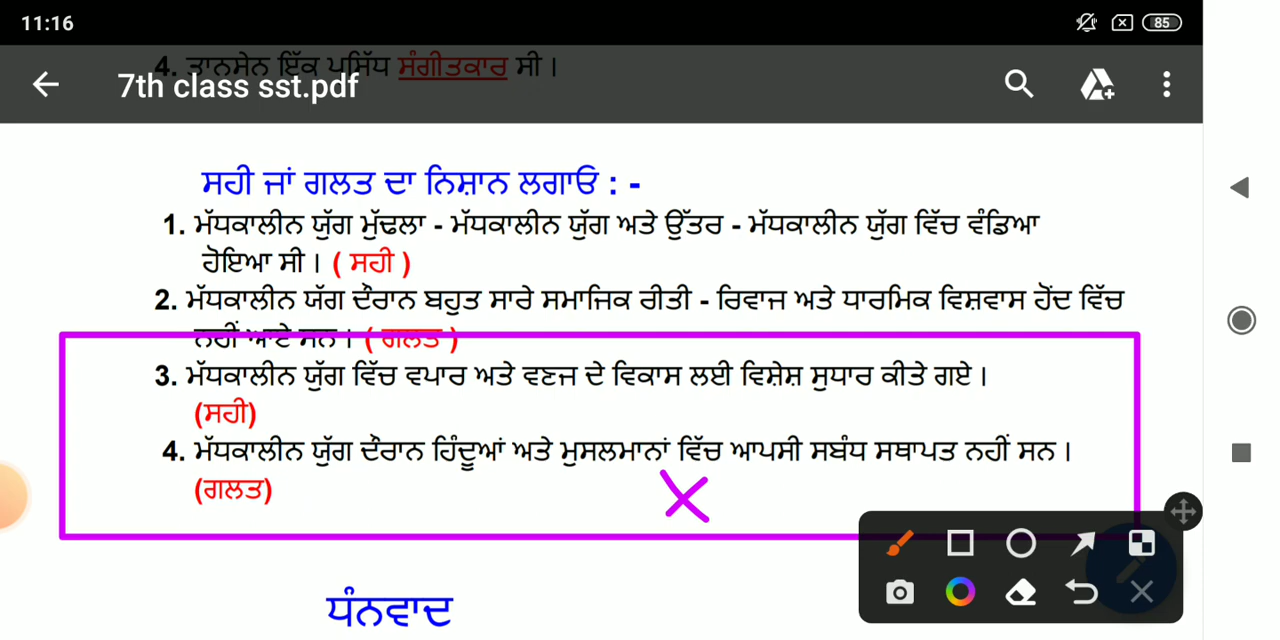 11:16
85
4. ਤਾਨਸੇਨ ਇੱਕ ਪ੍ਰਸਿੱਧ ਸੰਗੀਤਕਾਰ ਸੀ।
7th class sst.pdf
ਸਹੀ ਜਾਂ ਗਲਤ ਦਾ ਨਿਸ਼ਾਨ ਲਗਾਓ : -
1. ਮੱਧਕਾਲੀਨ ਯੁੱਗ ਮੁੱਢਲਾ - ਮੱਧਕਾਲੀਨ ਯੁੱਗ ਅਤੇ ਉੱਤਰ - ਮੱਧਕਾਲੀਨ ਯੁੱਗ ਵਿੱਚ ਵੰਡਿਆ
ਹੋਇਆ ਸੀ। ( ਸਹੀ )
2. ਮੱਧਕਾਲੀਨ ਯੱਗ ਦੌਰਾਨ ਬਹੁਤ ਸਾਰੇ ਸਮਾਜਿਕ ਰੀਤੀ - ਰਿਵਾਜ ਅਤੇ ਧਾਰਮਿਕ ਵਿਸ਼ਵਾਸ ਹੋਂਦ ਵਿੱਚ
ਨਹੀਂ ਆਏ ਸਨ। ( ਗਲਤ )
3. ਮੱਧਕਾਲੀਨ ਯੁੱਗ ਵਿੱਚ ਵਪਾਰ ਅਤੇ ਵਣਜ ਦੇ ਵਿਕਾਸ ਲਈ ਵਿਸ਼ੇਸ਼ ਸੁਧਾਰ ਕੀਤੇ ਗਏ।
(ਸਹੀ)
4. ਮੱਧਕਾਲੀਨ ਯੁੱਗ ਦੌਰਾਨ ਹਿੰਦੂਆਂ ਅਤੇ ਮੁਸਲਮਾਨਾਂ ਵਿੱਚ ਆਪਸੀ ਸਬੰਧ ਸਥਾਪਤ ਨਹੀਂ ਸਨ।
(ਗਲਤ)
ਧੰਨਵਾਦ